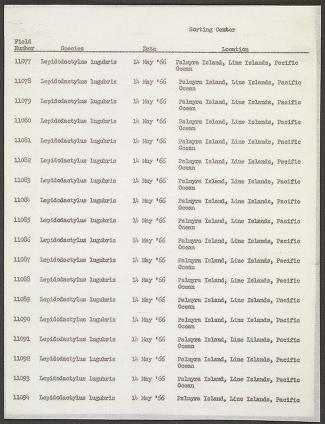 Sorting Center
Field
Number Species Date Location
11077 Lepidodactylus lugubris 14 May '66 Palmyra Island, Line Islands, Pacific
Ocean
11078 Lepidodactylus lugubris 14 May '66 Palmyra Island, Line Islands, Pacific
Ocean
11079 Lepidodactylus lugubris 14 May '66 Palmyra Island, Line Islands, Pacific
Ocean
11080 Lepidodactylus lugubris 14 May '66 Palmyra Island, Line Islands, Pacific
Ocean
11081 Lepidodactylus lugubris 14 May '66 Palmyra Island, Line Islands, Pacific
Ocean
11082 Lepidodactylus lugubris 14 May '66 Palmyra Island, Line Islands, Pacific
Ocean
11083 Lepidodactylus lugubris 14 May '66 Palmyra Island, Line Islands, Pacific
Ocean
11084 Lepidodactylus lugubris 14 May '66 Palmyra Island, Line Islands, Pacific
Ocean
11085 Lepidodactylus lugubris 14 May '66 Palmyra Island, Line Islands, Pacific
Ocean
11086 Lepidodactylus lugubris 14 May '66 Palmyra Island, Line Islands, Pacific
Ocean
11087 Lepidodactylus lugubris 14 May '66 Palmyra Island, Line Islands, Pacific
Ocean
11088 Lepidodactylus lugubris 14 May '66 Palmyra Island, Line Islands, Pacific
Ocean
11089 Lepidodactylus lugubris 14 May '66 Palmyra Island, Line Islands, Pacific
Ocean
11090 Lepidodactylus lugubris 14 May '66 Palmyra Island, Line Islands, Pacific
Ocean
11091 Lepidodactylus lugubris 14 May '66 Palmyra Island, Line Islands, Pacific
Ocean
11092 Lepidodactylus lugubris 14 May '66 Palmyra Island, Line Islands, Pacific
Ocean
11093 Lepidodactylus lugubris 14 May '66 Palmyra Island, Line Islands, Pacific
Ocean
11094 Lepidodactylus lugubris 14 May '66 Palmyra Island, Line Islands, Pacific